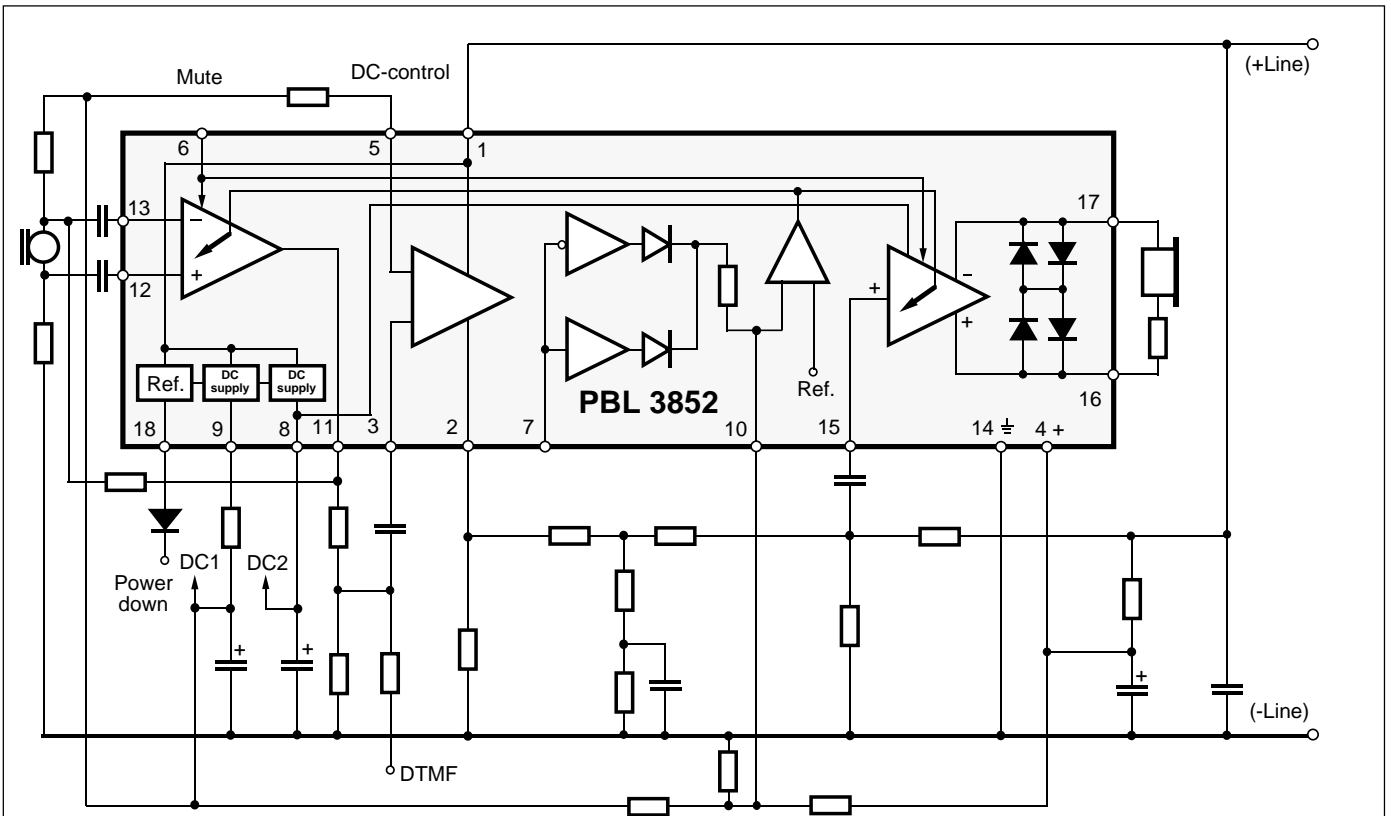 Mute
DC-control
(+Line)
6
5
1
13
17
12
Ref.
DC
supply
DC
supply
PBL 3852
Ref.
16
18
9
8
11
3
2
7
10
15
14
4 +
+
+
−
+
−
+
DC1
DC2
Power
down
+
+
+
(-Line)
DTMF